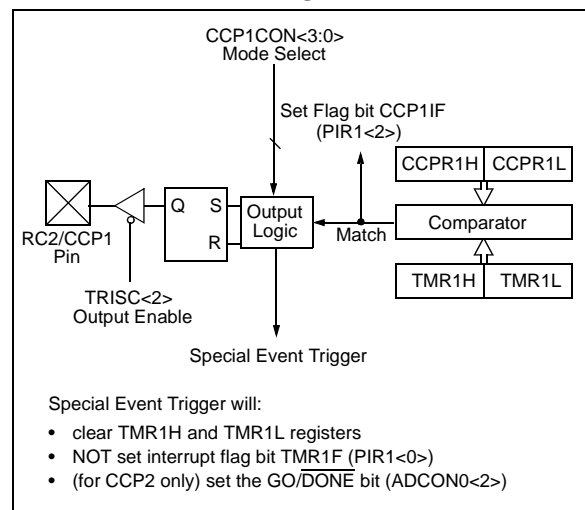 CCP1CON<3:0>
Mode Select
Set Flag bit CCP1IF
(PIR1<2>)
CCPR1H CCPR1L
Q S
R
Output
Logic
Match
Comparator
RC2/CCP1
Pin
TRISC<2>
Output Enable
TMR1H TMR1L
Special Event Trigger
Special Event Trigger will:
• clear TMR1H and TMR1L registers
• NOT set interrupt flag bit TMR1F (PIR1<0>)
• (for CCP2 only) set the GO/DONE bit (ADCON0<2>)